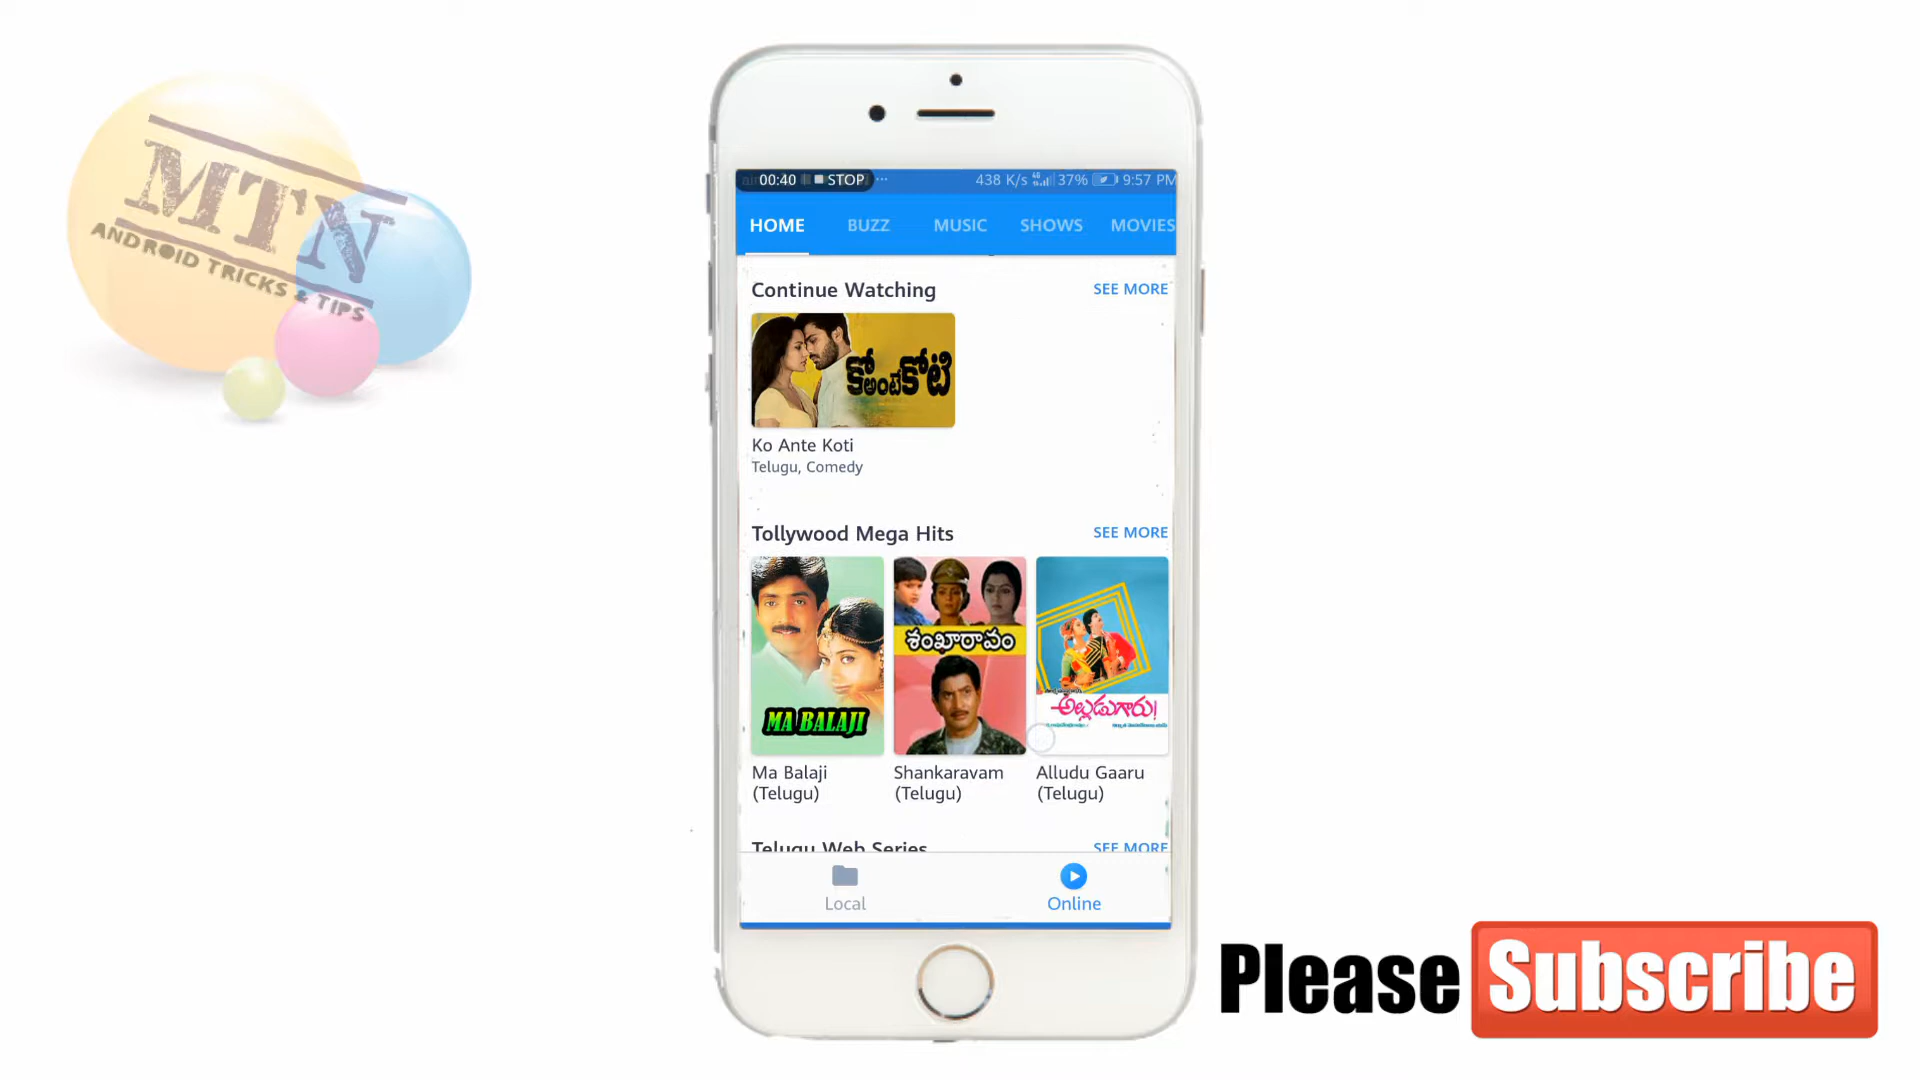 MTN
ANDROID TRICKS & TIPS
00:40 STOP ... 438 K/s 4G 37% 9:57 PM
HOME BUZZ MUSIC SHOWS MOVIES
Continue Watching SEE MORE
కో అంటే కోటి
Ko Ante Koti
Telugu, Comedy
Tollywood Mega Hits SEE MORE
MA BALAJI
శంఖారావం
అల్లుడుగారు!
Ma Balaji
(Telugu)
Shankaravam
(Telugu)
Alludu Gaaru
(Telugu)
Telugu Web Series SEE MORE
Local
Online
Please Subscribe